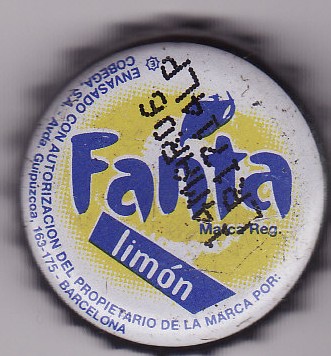 ENVASADO CON AUTORIZACION DEL PROPIETARIO DE LA MARCA POR:
COBEGA, S.A. Avda. Guipúzcoa, 163-175 - BARCELONA
Fanta
Marca Reg.
limón